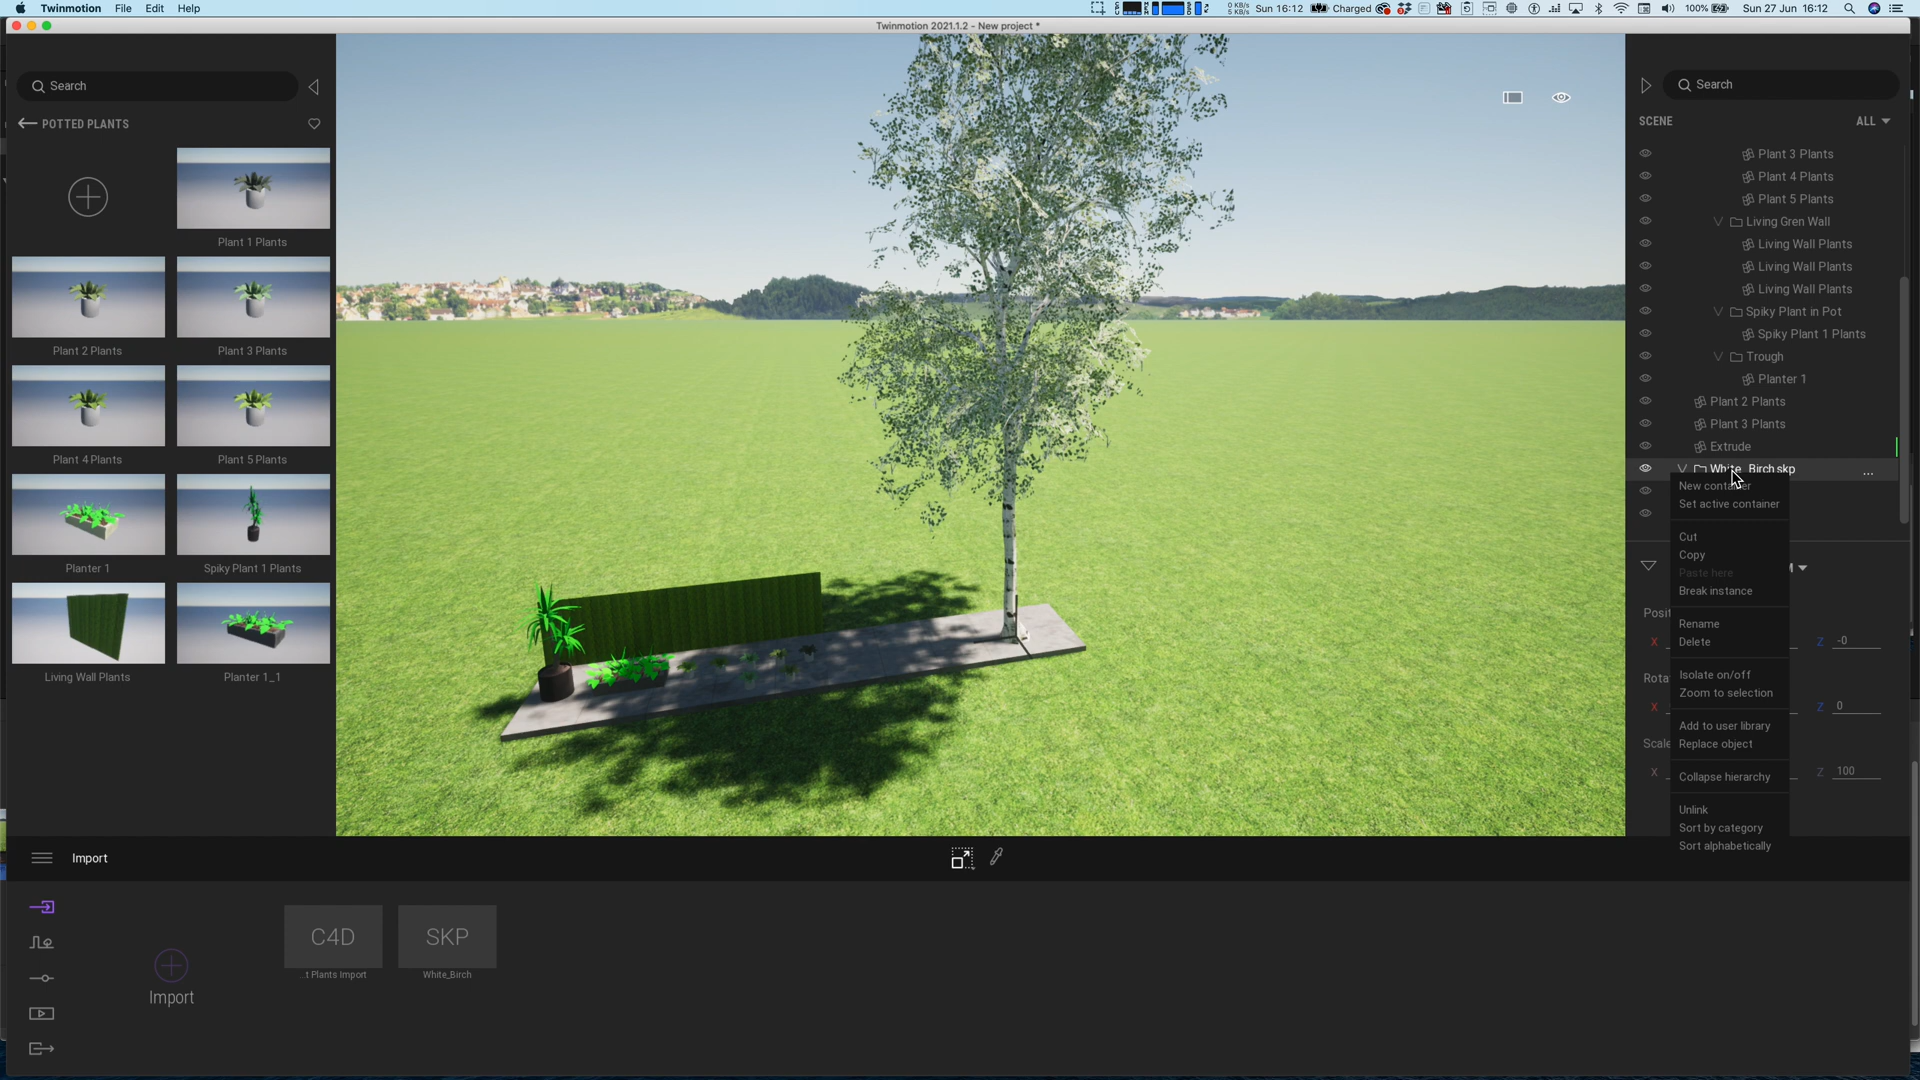 Twinmotion File Edit Help
0 KB/s
5 KB/s
Sun 16:12 Charged 100% Sun 27 Jun 16:12
Twinmotion 2021.1.2 - New project *
Search
POTTED PLANTS
Plant 1 Plants
Plant 2 Plants
Plant 3 Plants
Plant 4 Plants
Plant 5 Plants
Planter 1
Spiky Plant 1 Plants
Living Wall Plants
Planter 1_1
Search
SCENE ALL
Plant 3 Plants
Plant 4 Plants
Plant 5 Plants
Living Gren Wall
Living Wall Plants
Living Wall Plants
Living Wall Plants
Spiky Plant in Pot
Spiky Plant 1 Plants
Trough
Planter 1
Plant 2 Plants
Plant 3 Plants
Extrude
White_Birch.skp ...
New container
Set active container
Cut
Copy
Paste here
Break instance
Rename
Delete
Isolate on/off
Zoom to selection
Add to user library
Replace object
Collapse hierarchy
Unlink
Sort by category
Sort alphabetically
X Z -0
X Z 0
Scale
X Z 100
Import
Import
C4D
...t Plants Import
SKP
White_Birch